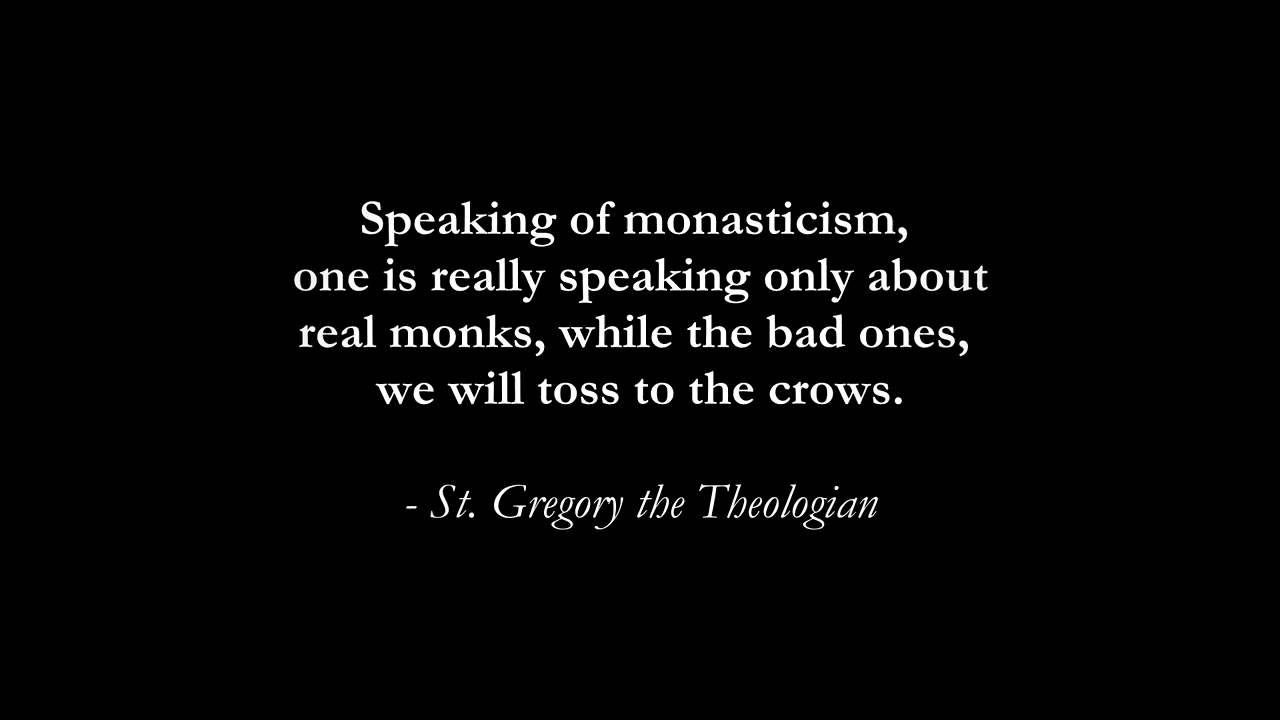 Speaking of monasticism,
one is really speaking only about
real monks, while the bad ones,
we will toss to the crows.
- St. Gregory the Theologian